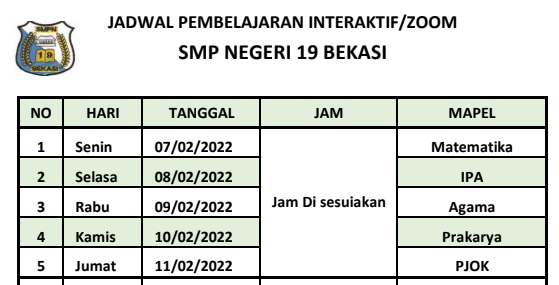 JADWAL PEMBELAJARAN INTERAKTIF/ZOOM
SMPN
19
BEKASI
SMP NEGERI 19 BEKASI
NO HARI TANGGAL JAM MAPEL
1 Senin 07/02/2022 Matematika
2 Selasa 08/02/2022 IPA
3 Rabu 09/02/2022 Jam Di sesuiakan Agama
4 Kamis 10/02/2022 Prakarya
5 Jumat 11/02/2022 PJOK